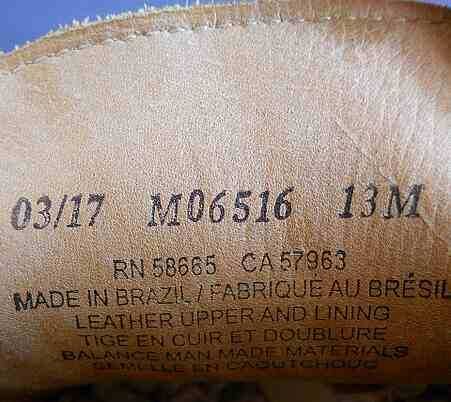 03/17 M06516 13M
RN 58665 CA 57963
MADE IN BRAZIL / FABRIQUE AU BRÉSIL
LEATHER UPPER AND LINING
TIGE EN CUIR ET DOUBLURE
BALANCE MAN MADE MATERIALS
SEMELLE EN CAOUTCHOUC